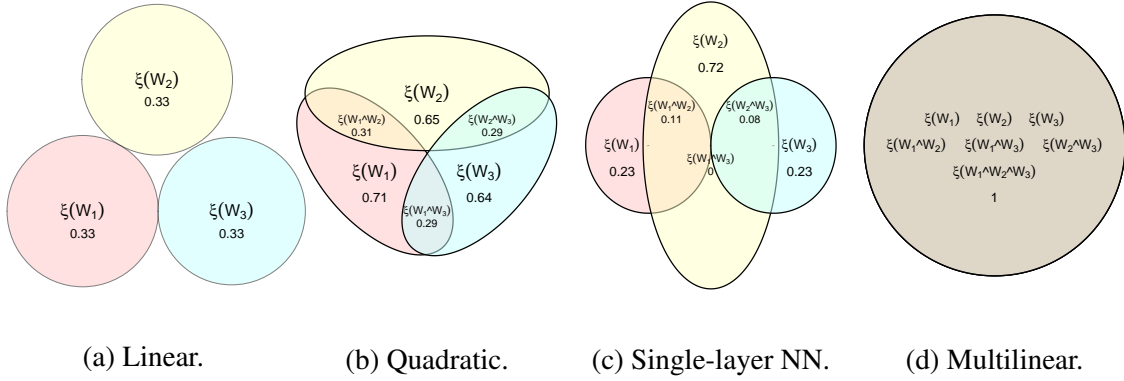 ξ(W₂)
0.33
ξ(W₁)
0.33
ξ(W₃)
0.33
(a) Linear.
ξ(W₂)
0.65
ξ(W₁^W₂)
0.31
ξ(W₂^W₃)
0.29
ξ(W₁)
0.71
ξ(W₃)
0.64
ξ(W₁^W₃)
0.29
(b) Quadratic.
ξ(W₂)
0.72
ξ(W₁^W₂)
0.11
ξ(W₂^W₃)
0.08
ξ(W₁)
0.23
ξ(W₁^W₃)
0
ξ(W₃)
0.23
(c) Single-layer NN.
ξ(W₁) ξ(W₂) ξ(W₃)
ξ(W₁^W₂) ξ(W₁^W₃) ξ(W₂^W₃)
ξ(W₁^W₂^W₃)
1
(d) Multilinear.